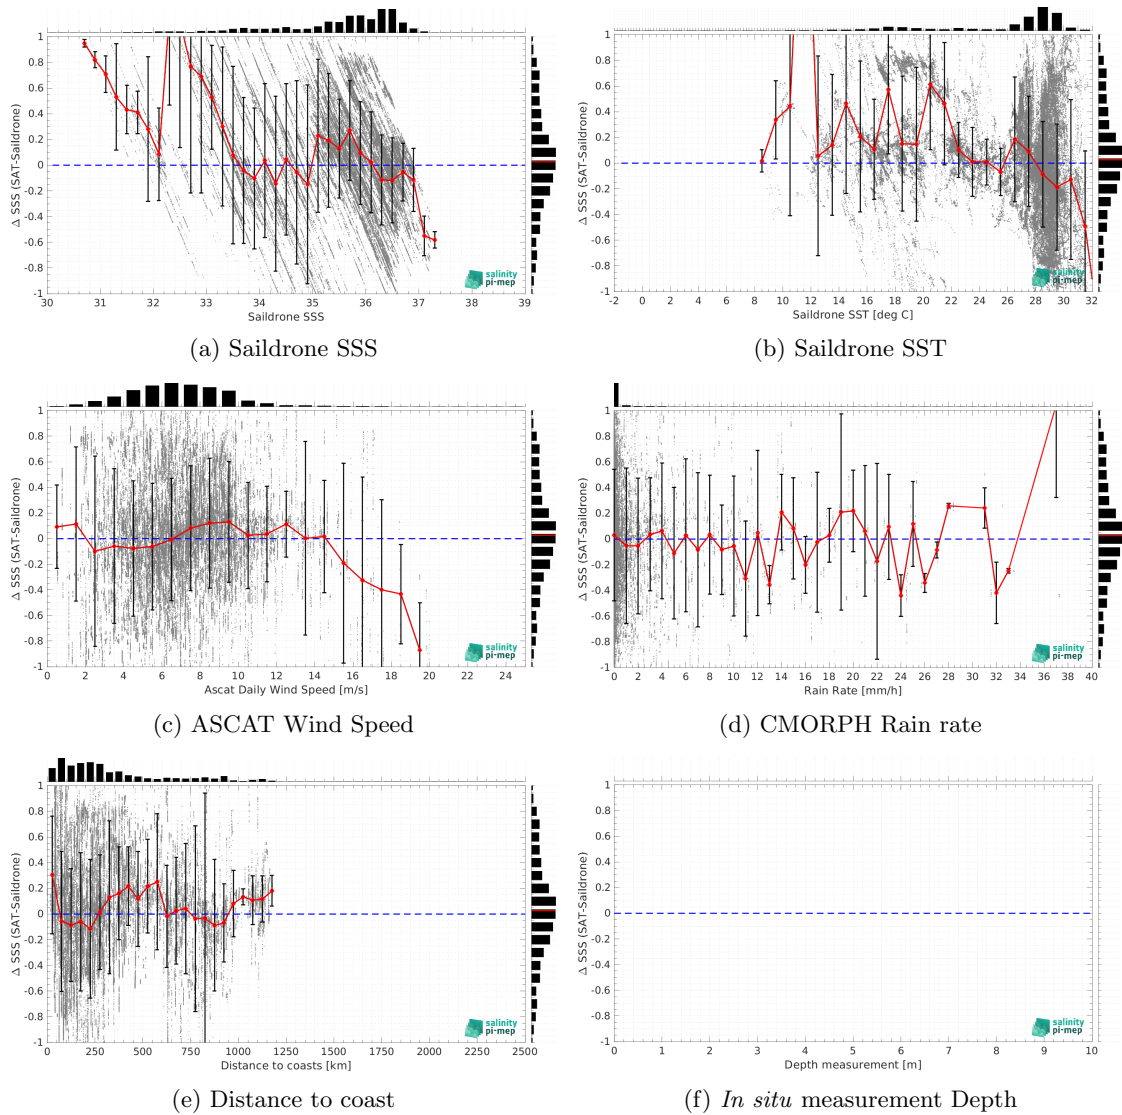 1
0.8
0.6
0.4
0.2
0
-0.2
-0.4
-0.6
-0.8
-1
Δ SSS (SAT-Saildrone)
30 31 32 33 34 35 36 37 38 39
Saildrone SSS
salinity
pi-mep
(a) Saildrone SSS
1
0.8
0.6
0.4
0.2
0
-0.2
-0.4
-0.6
-0.8
-1
Δ SSS (SAT-Saildrone)
-2 0 2 4 6 8 10 12 14 16 18 20 22 24 26 28 30 32
Saildrone SST [deg C]
salinity
pi-mep
(b) Saildrone SST
1
0.8
0.6
0.4
0.2
0
-0.2
-0.4
-0.6
-0.8
-1
Δ SSS (SAT-Saildrone)
0 2 4 6 8 10 12 14 16 18 20 22 24
Ascat Daily Wind Speed [m/s]
salinity
pi-mep
(c) ASCAT Wind Speed
1
0.8
0.6
0.4
0.2
0
-0.2
-0.4
-0.6
-0.8
-1
Δ SSS (SAT-Saildrone)
0 2 4 6 8 10 12 14 16 18 20 22 24 26 28 30 32 34 36 38 40
Rain Rate [mm/h]
salinity
pi-mep
(d) CMORPH Rain rate
1
0.8
0.6
0.4
0.2
0
-0.2
-0.4
-0.6
-0.8
-1
Δ SSS (SAT-Saildrone)
0 250 500 750 1000 1250 1500 1750 2000 2250 2500
Distance to coasts [km]
salinity
pi-mep
(e) Distance to coast
1
0.8
0.6
0.4
0.2
0
-0.2
-0.4
-0.6
-0.8
-1
Δ SSS (SAT-Saildrone)
0 1 2 3 4 5 6 7 8 9 10
Depth measurement [m]
salinity
pi-mep
(f) In situ measurement Depth